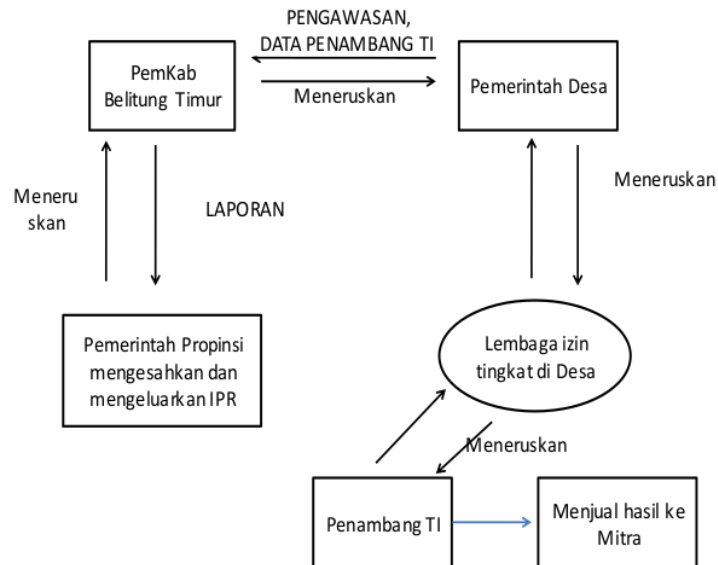 PENGAWASAN,
DATA PENAMBANG TI
PemKab
Belitung Timur
Meneruskan
Pemerintah Desa
Meneru
skan
LAPORAN
Meneruskan
Pemerintah Propinsi
mengesahkan dan
mengeluarkan IPR
Lembaga izin
tingkat di Desa
Meneruskan
Penambang TI
Menjual hasil ke
Mitra